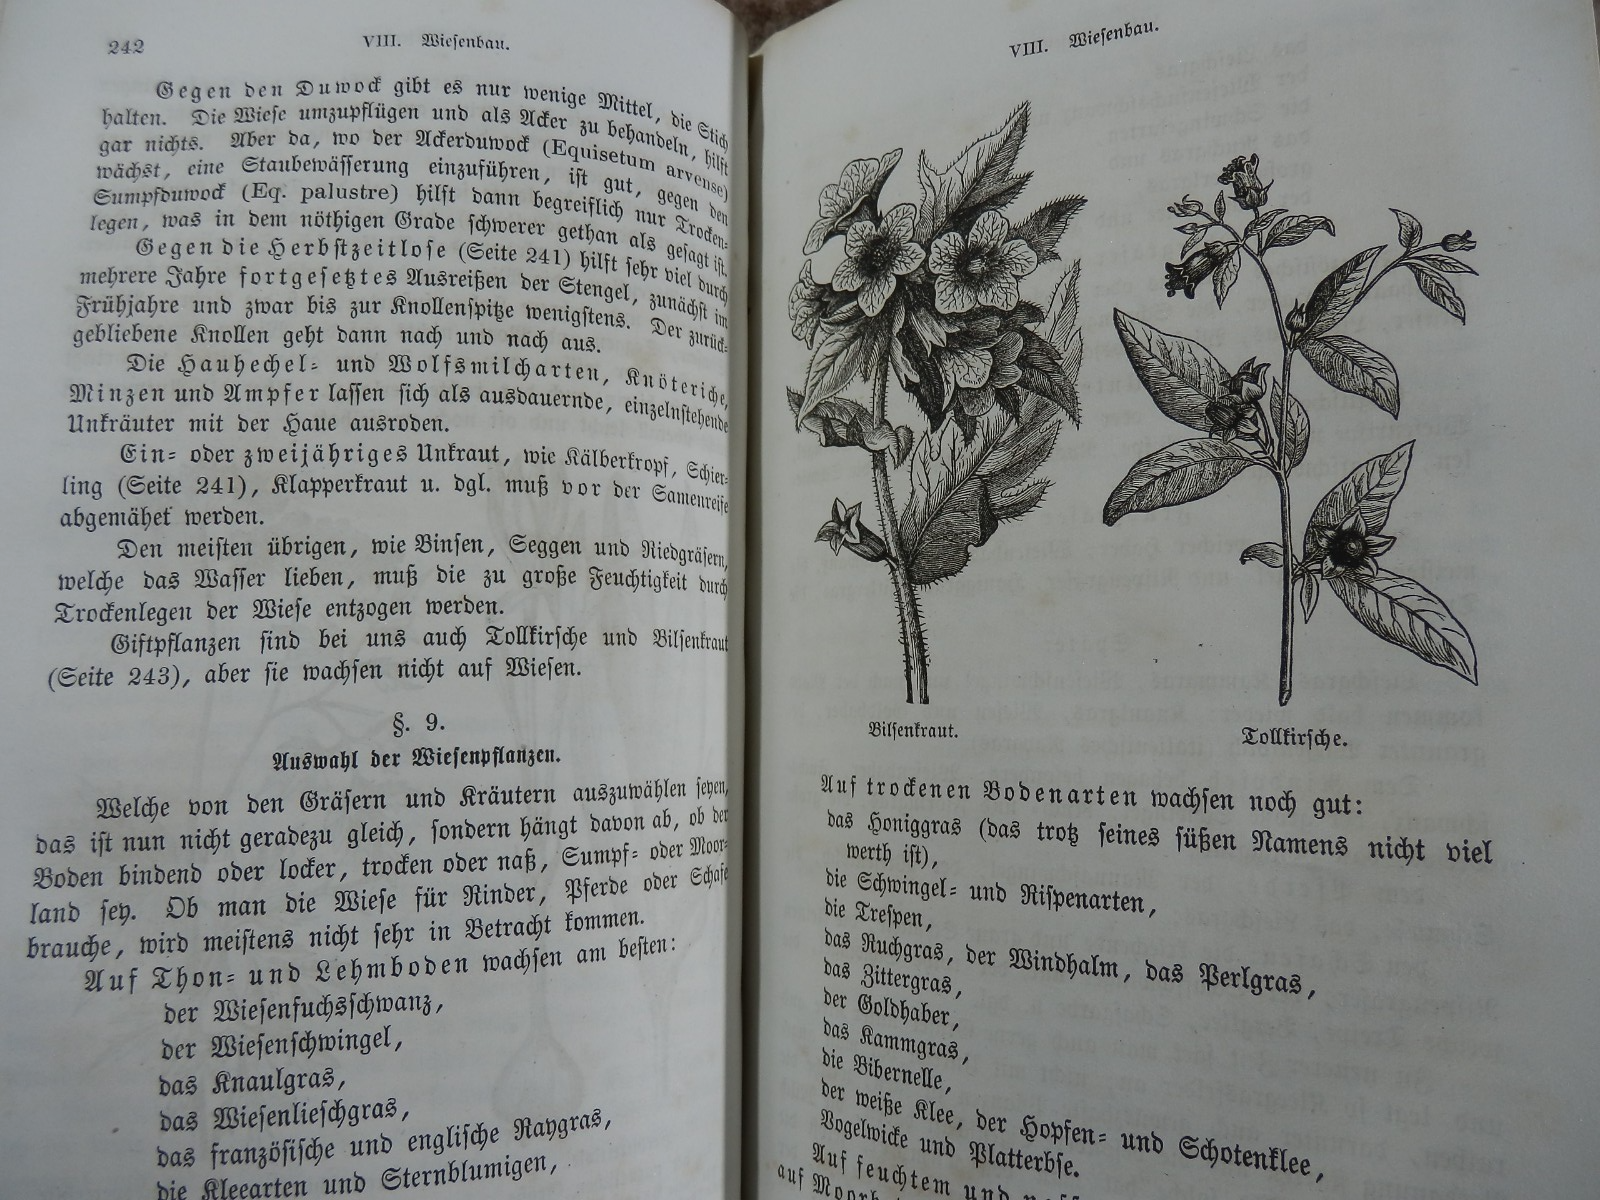 242
VIII. Wieſenbau.
Gegen den Duwock gibt es nur wenige Mittel, die Stich
halten. Die Wieſe umzupflügen und als Acker zu behandeln, hilft
gar nichts. Aber da, wo der Ackerduwock (Equisetum arvense)
wächst, eine Staubewäſſerung einzuführen, iſt gut, gegen den
Sumpfduwock (Eq. palustre) hilft dann begreiflich nur Trocken⸗
legen, was in dem nöthigen Grade ſchwerer gethan als geſagt iſt.
Gegen die Herbſtzeitloſe (Seite 241) hilft ſehr viel durch
mehrere Jahre fortgeſetztes Ausreißen der Stengel, zunächſt im
Frühjahre und zwar bis zur Knollenſpitze wenigſtens. Der zurück⸗
gebliebene Knollen geht dann nach und nach aus.
Die Hauhechel⸗ und Wolfsmilcharten, Knöteriche,
Minzen und Ampfer laſſen ſich als ausdauernde, einzelnſtehende
Unkräuter mit der Haue ausroden.
Ein⸗ oder zweijähriges Unkraut, wie Kälberkropf, Schier⸗
ling (Seite 241), Klapperkraut u. dgl. muß vor der Samenreife
abgemähet werden.
Den meiſten übrigen, wie Binſen, Seggen und Riedgräſern,
welche das Waſſer lieben, muß die zu große Feuchtigkeit durch
Trockenlegen der Wieſe entzogen werden.
Giftpflanzen ſind bei uns auch Tollkirſche und Bilſenkraut
(Seite 243), aber ſie wachſen nicht auf Wieſen.
§. 9.
Auswahl der Wieſenpflanzen.
Welche von den Gräſern und Kräutern auszuwählen ſeyen,
das iſt nun nicht geradezu gleich, ſondern hängt davon ab, ob der
Boden bindend oder locker, trocken oder naß, Sumpf⸗ oder Moor⸗
land ſey. Ob man die Wieſe für Rinder, Pferde oder Schafe
brauche, wird meiſtens nicht ſehr in Betracht kommen.
Auf Thon⸗ und Lehmboden wachſen am beſten:
der Wieſenfuchsſchwanz,
der Wieſenſchwingel,
das Knaulgras,
das Wieſenlieſchgras,
das franzöſiſche und engliſche Raygras,
die Kleearten und Sternblumigen,
VIII. Wieſenbau.
Bilſenkraut.
Tollkirſche.
Auf trockenen Bodenarten wachſen noch gut:
das Honiggras (das trotz ſeines ſüßen Namens nicht viel
werth iſt),
die Schwingel⸗ und Riſpenarten,
die Treſpen,
das Ruchgras, der Windhalm, das Perlgras,
das Zittergras,
der Goldhaber,
das Kammgras,
die Bibernelle,
der weiße Klee, der Hopfen⸗ und Schotenklee,
Vogelwicke und Platterbſe.
Auf feuchtem und
auf